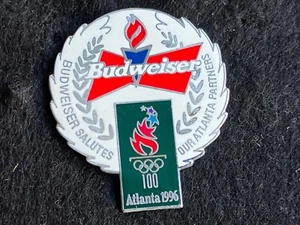 Budweiser
BUDWEISER SALUTES
OUR ATLANTA PARTNERS
100
Atlanta 1996